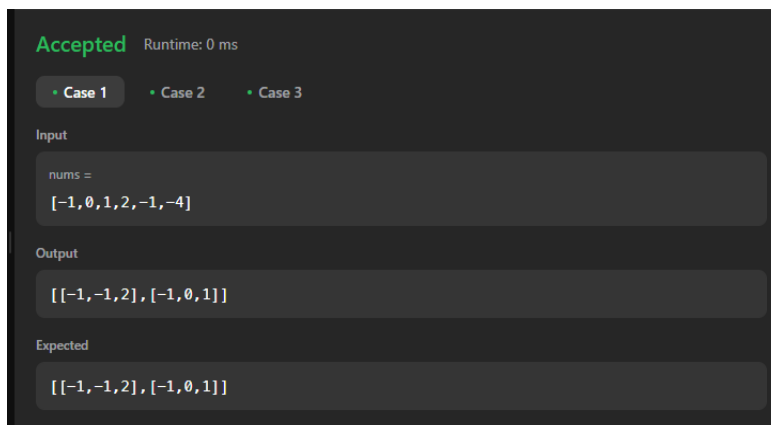 Accepted Runtime: 0 ms
• Case 1 • Case 2 • Case 3
Input
nums =
[-1,0,1,2,-1,-4]
Output
[[-1,-1,2],[-1,0,1]]
Expected
[[-1,-1,2],[-1,0,1]]